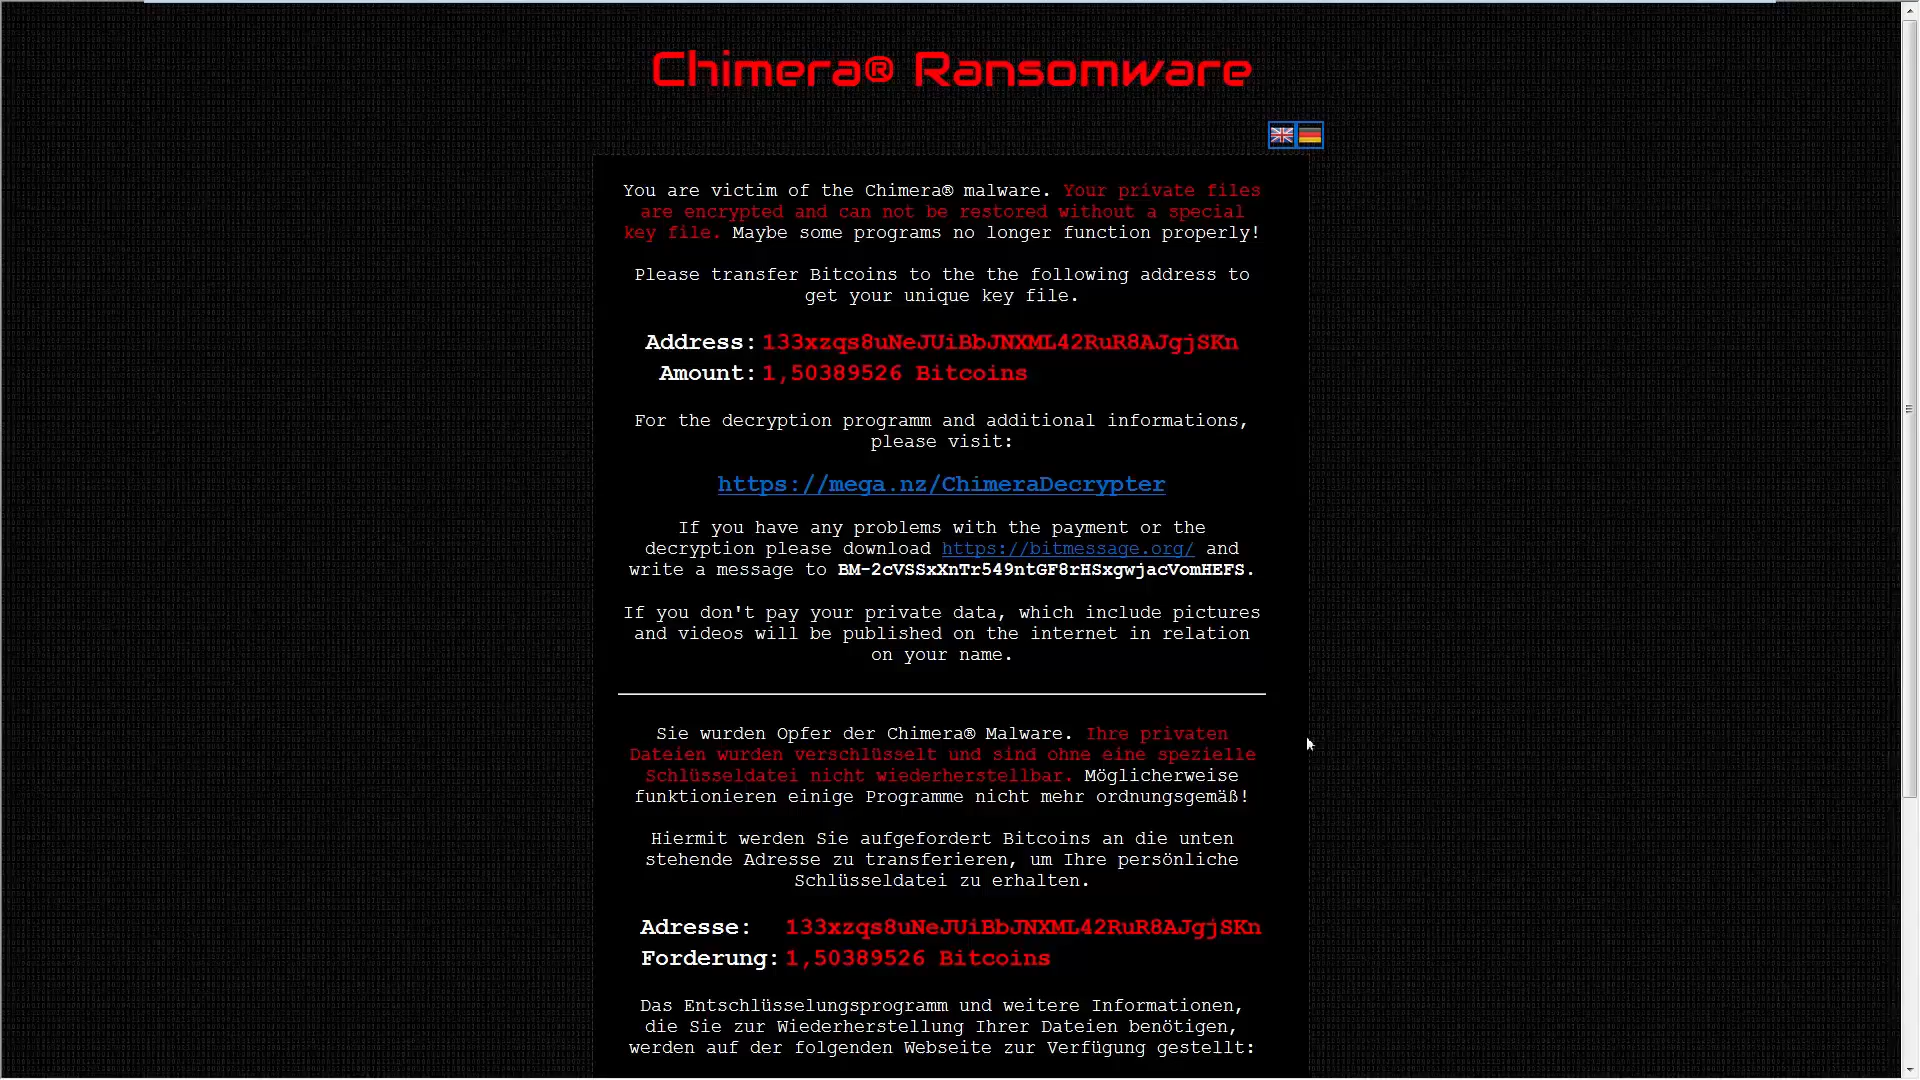 Chimera® Ransomware
You are victim of the Chimera® malware. Your private files
are encrypted and can not be restored without a special
key file. Maybe some programs no longer function properly!
Please transfer Bitcoins to the the following address to
get your unique key file.
Address: 133xzqs8uNeJUiBbJNXML42RuR8AJgjSKn
Amount: 1,50389526 Bitcoins
For the decryption programm and additional informations,
please visit:
https://mega.nz/ChimeraDecrypter
If you have any problems with the payment or the
decryption please download https://bitmessage.org/ and
write a message to BM-2cVSSxXnTr549ntGF8rHSxgwjacVomHEFS.
If you don't pay your private data, which include pictures
and videos will be published on the internet in relation
on your name.
Sie wurden Opfer der Chimera® Malware. Ihre privaten
Dateien wurden verschlüsselt und sind ohne eine spezielle
Schlüsseldatei nicht wiederherstellbar. Möglicherweise
funktionieren einige Programme nicht mehr ordnungsgemäß!
Hiermit werden Sie aufgefordert Bitcoins an die unten
stehende Adresse zu transferieren, um Ihre persönliche
Schlüsseldatei zu erhalten.
Adresse: 133xzqs8uNeJUiBbJNXML42RuR8AJgjSKn
Forderung: 1,50389526 Bitcoins
Das Entschlüsselungsprogramm und weitere Informationen,
die Sie zur Wiederherstellung Ihrer Dateien benötigen,
werden auf der folgenden Webseite zur Verfügung gestellt: